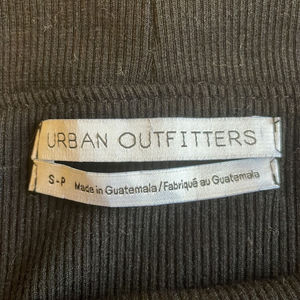 URBAN OUTFITTERS
S-P Made in Guatemala/Fabriqué au Guatemala